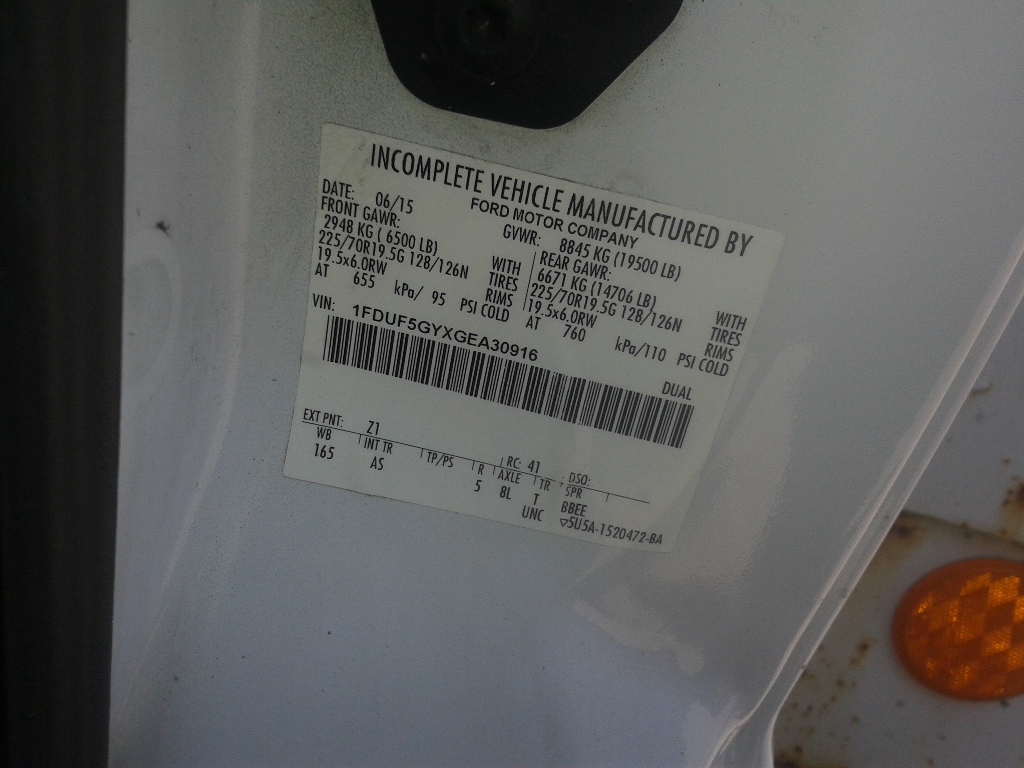 INCOMPLETE VEHICLE MANUFACTURED BY
FORD MOTOR COMPANY
DATE: 06/15 GVWR: 8845 KG (19500 LB)
FRONT GAWR: REAR GAWR:
2948 KG ( 6500 LB) WITH 6671 KG (14706 LB) WITH
225/70R19.5G 128/126N TIRES 225/70R19.5G 128/126N TIRES
19.5x6.0RW RIMS 19.5x6.0RW RIMS
AT 655 kPa/ 95 PSI COLD AT 760 kPa/110 PSI COLD
VIN: 1FDUF5GYXGEA30916 DUAL
EXT PNT: Z1 RC: 41 DSO:
WB INT TR TP/PS R AXLE TR SPR
165 AS 5 8L T BBEE
UNC ▽5U5A-1520472-BA